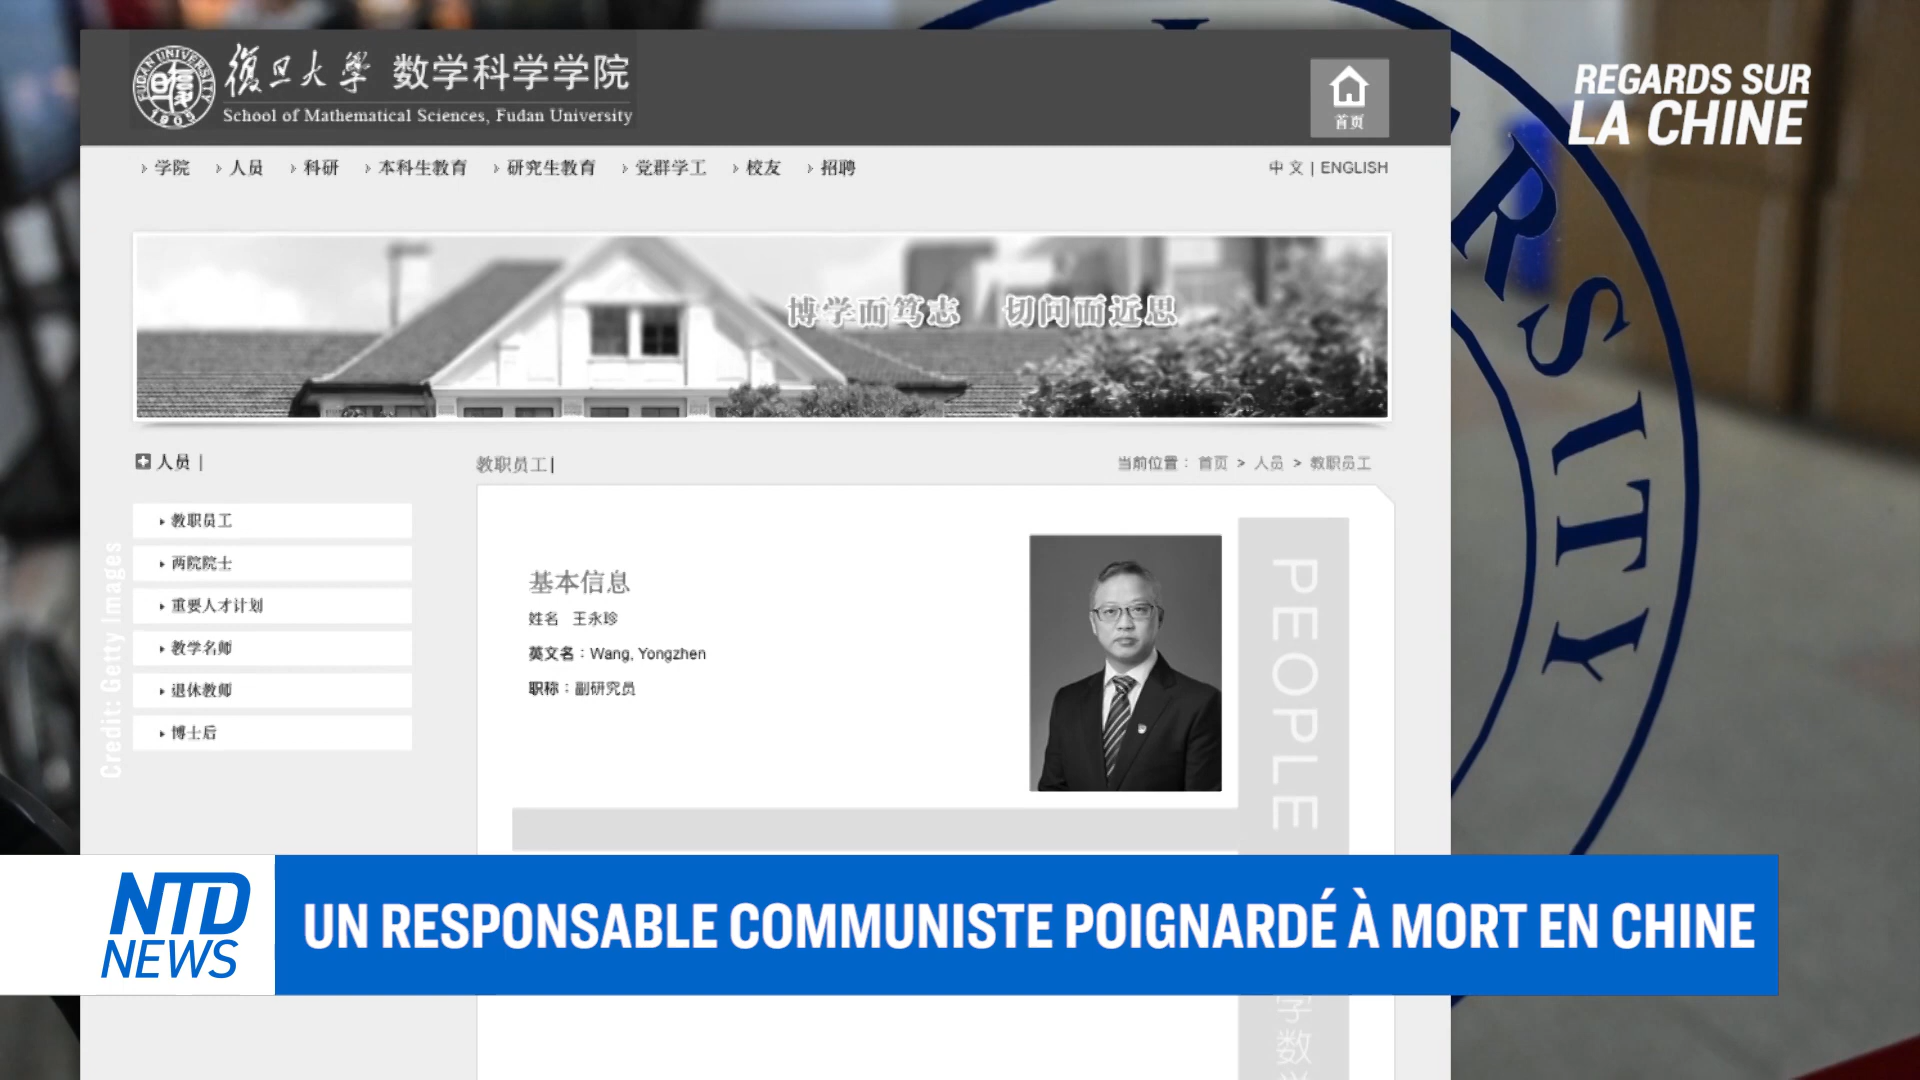 復旦大學 数学科学学院
School of Mathematical Sciences, Fudan University
FUDAN UNIVERSITY
1905
首页
REGARDS SUR
LA CHINE
学院 人员 科研 本科生教育 研究生教育 党群学工 校友 招聘
中 文 | ENGLISH
博学而笃志 切问而近思
人员 |
教职员工|
当前位置： 首页 > 人员 > 教职员工
教职员工
两院院士
重要人才计划
教学名师
退休教师
博士后
基本信息
姓名 王永珍
英文名：Wang, Yongzhen
职称：副研究员
PEOPLE
Credit: Getty Images
RSITY
NTD
NEWS
UN RESPONSABLE COMMUNISTE POIGNARDÉ À MORT EN CHINE
数